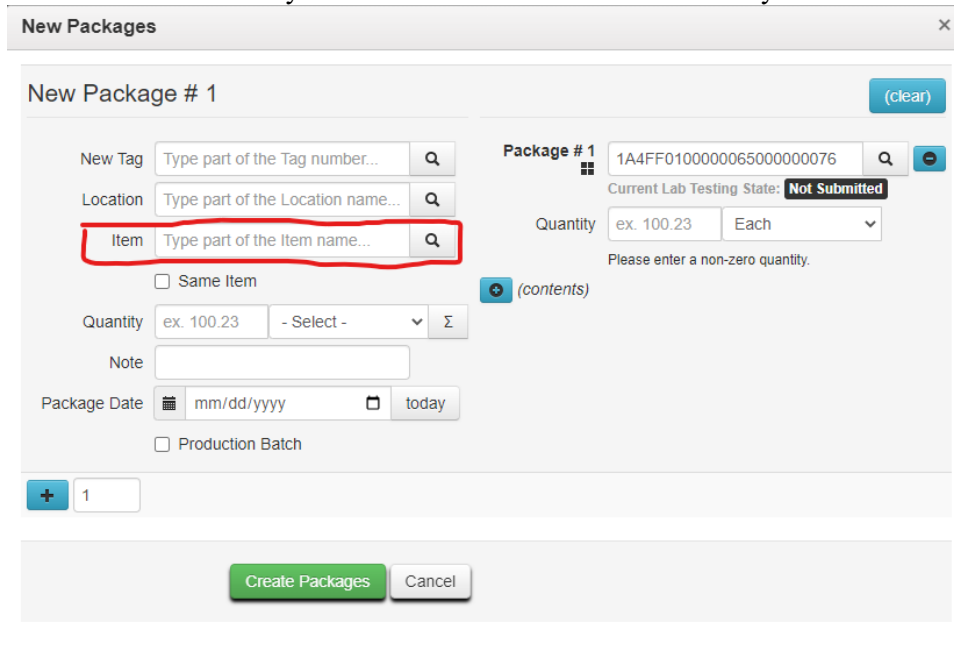 New Packages ×
New Package # 1
(clear)
New Tag Type part of the Tag number...
Location Type part of the Location name...
Item Type part of the Item name...
Same Item
Quantity ex. 100.23 - Select - Σ
Note
Package Date mm/dd/yyyy today
Production Batch
Package # 1 1A4FF0100000065000000076
Current Lab Testing State: Not Submitted
Quantity ex. 100.23 Each
Please enter a non-zero quantity.
(contents)
1
Create Packages Cancel